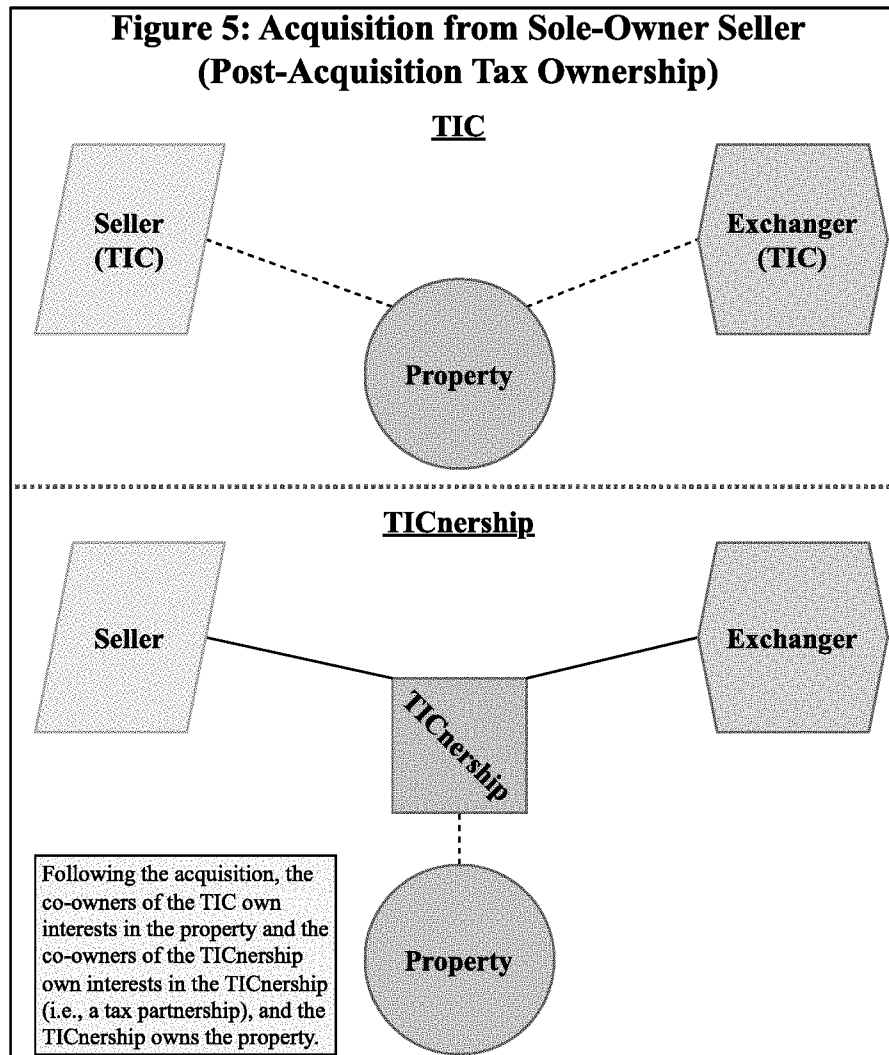 Figure 5: Acquisition from Sole-Owner Seller
(Post-Acquisition Tax Ownership)
TIC
Seller
(TIC)
Exchanger
(TIC)
Property
TICnership
Seller
Exchanger
TICnership
Property
Following the acquisition, the
co-owners of the TIC own
interests in the property and the
co-owners of the TICnership
own interests in the TICnership
(i.e., a tax partnership), and the
TICnership owns the property.